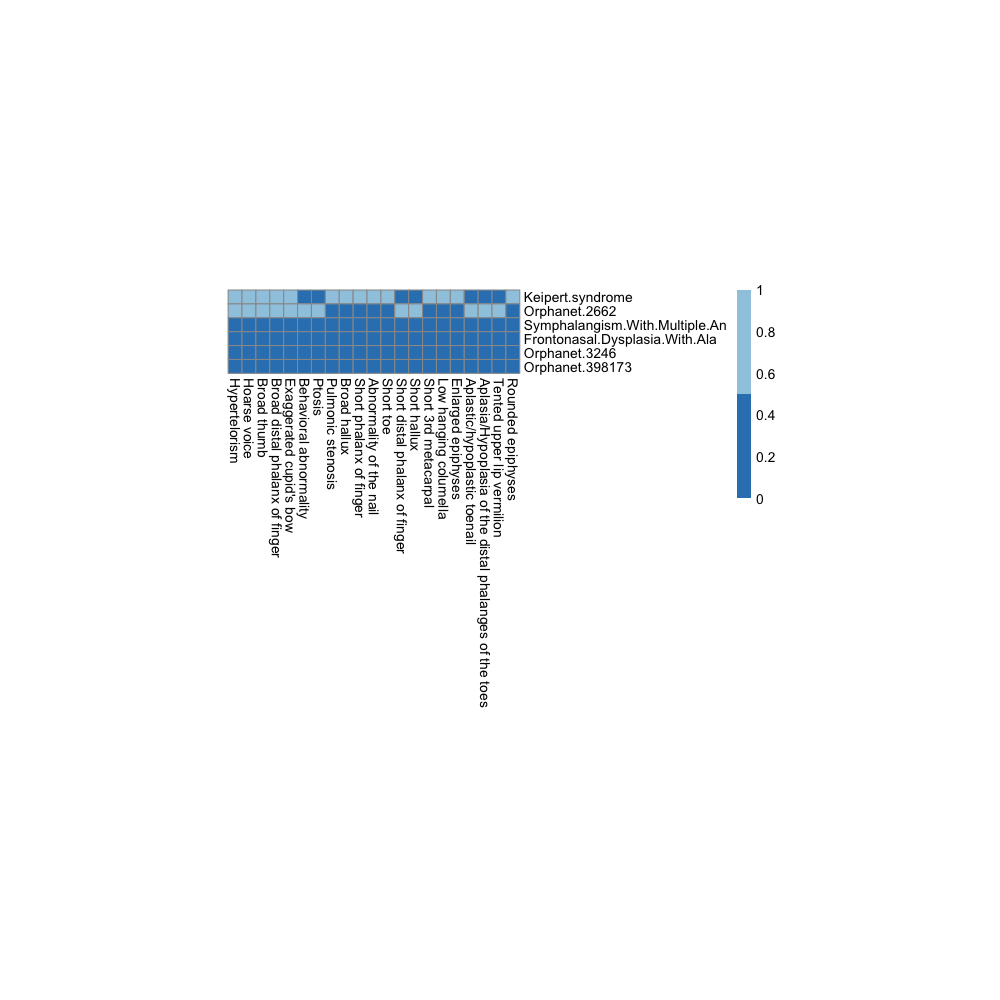 Keipert.syndrome
Orphanet.2662
Symphalangism.With.Multiple.An
Frontonasal.Dysplasia.With.Ala
Orphanet.3246
Orphanet.398173
1
0.8
0.6
0.4
0.2
0
Hypertelorism
Hoarse voice
Broad thumb
Broad distal phalanx of finger
Exaggerated cupid's bow
Behavioral abnormality
Ptosis
Pulmonic stenosis
Broad hallux
Short phalanx of finger
Abnormality of the nail
Short toe
Short distal phalanx of finger
Short hallux
Short 3rd metacarpal
Low hanging columella
Enlarged epiphyses
Aplastic/hypoplastic toenail
Aplasia/Hypoplasia of the distal phalanges of the toes
Tented upper lip vermilion
Rounded epiphyses